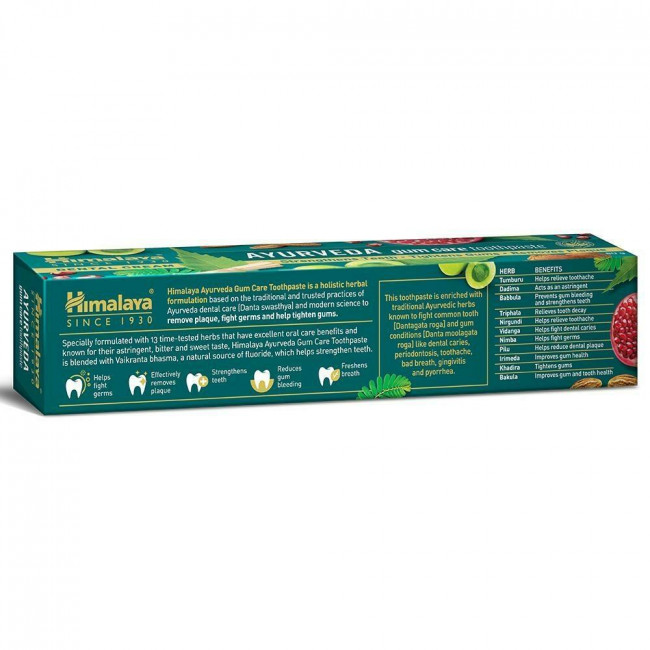 Himalaya
SINCE 1930
AYURVEDA gum care toothpaste
Himalaya
AYURVEDA
Himalaya
SINCE 1930
Himalaya Ayurveda Gum Care Toothpaste is a holistic herbal
formulation based on the traditional and trusted practices of
Ayurveda dental care (Danta swasthya) and modern science to
remove plaque, fight germs and help tighten gums.
Specially formulated with 13 time-tested herbs that have excellent oral care benefits and
known for their astringent, bitter and sweet taste, Himalaya Ayurveda Gum Care Toothpaste
is blended with Vaikranta bhasma, a natural source of fluoride, which helps strengthen teeth.
Helps
fight
germs
Effectively
removes
plaque
Strengthens
teeth
Reduces
gum
bleeding
Freshens
breath
This toothpaste is enriched with
traditional Ayurvedic herbs
known to fight common tooth
(Dantagata roga) and gum
conditions (Danta moolagata
roga) like dental caries,
periodontosis, toothache,
bad breath, gingivitis
and pyorrhea.
HERB BENEFITS
Tumburu Helps relieve toothache
Dadima Acts as an astringent
Babbula Prevents gum bleeding
and strengthens teeth
Triphala Relieves tooth decay
Nirgundi Helps relieve toothache
Vidanga Helps fight dental caries
Nimba Helps fight germs
Pilu Helps reduce dental plaque
Irimeda Improves gum health
Khadira Tightens gums
Bakula Improves gum and tooth health